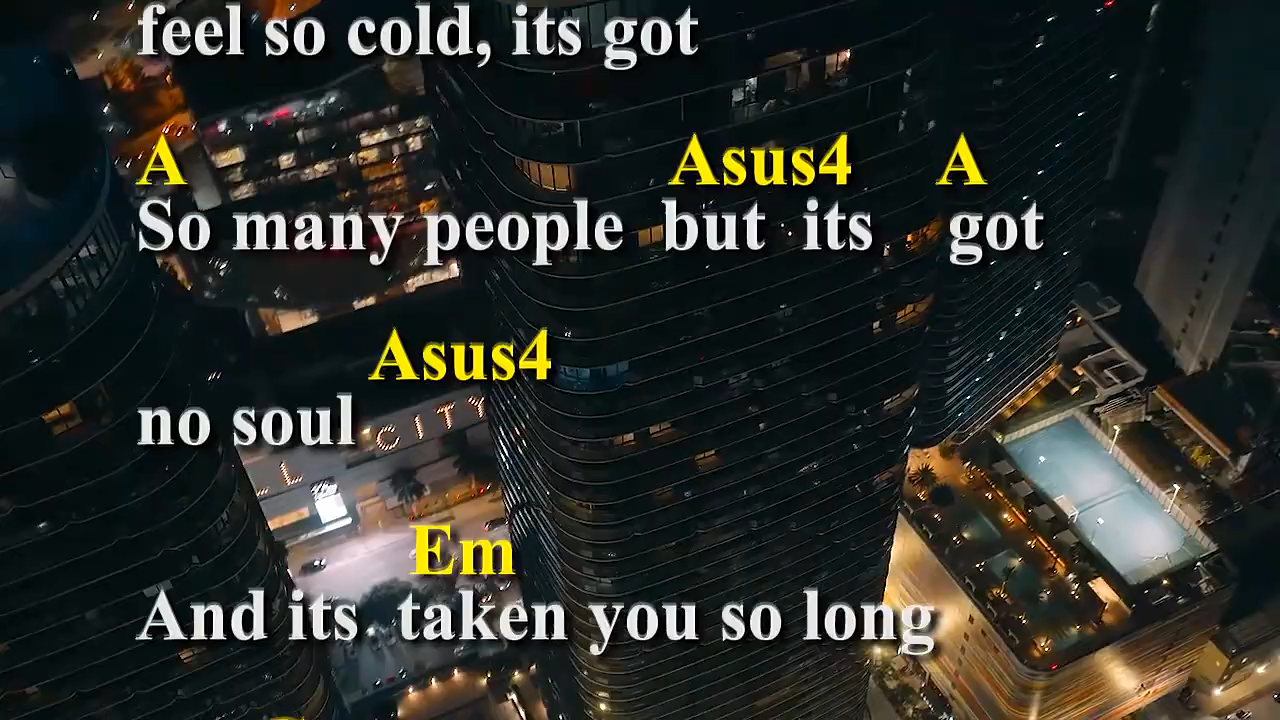 feel so cold, its got
A Asus4 A
So many people but its got
Asus4
no soul
CITY
L
Em
And its taken you so long